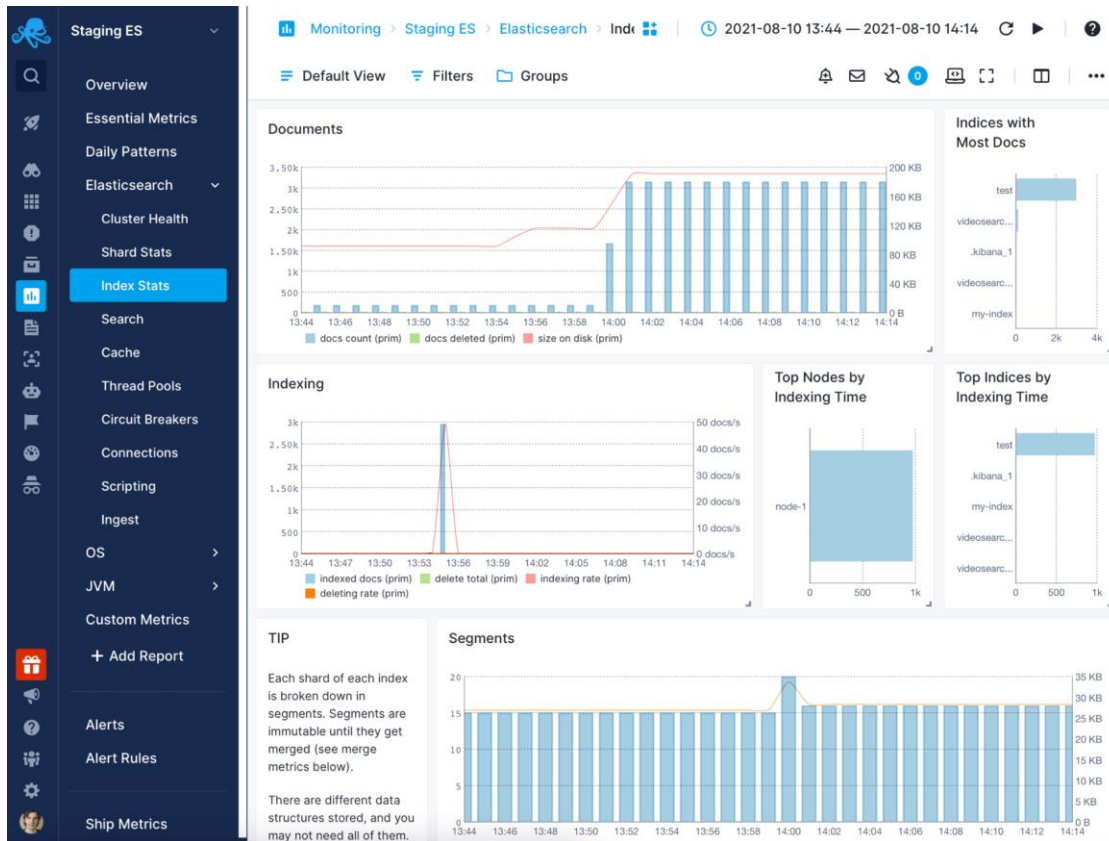 Staging ES
Overview
Essential Metrics
Daily Patterns
Elasticsearch
Cluster Health
Shard Stats
Index Stats
Search
Cache
Thread Pools
Circuit Breakers
Connections
Scripting
Ingest
OS
JVM
Custom Metrics
+ Add Report
Alerts
Alert Rules
Ship Metrics
Monitoring > Staging ES > Elasticsearch > Inde
2021-08-10 13:44 — 2021-08-10 14:14
Default View Filters Groups
0
Documents
3.50k
3k
2.50k
2k
1.50k
1k
500
0
200 KB
160 KB
120 KB
80 KB
40 KB
0 B
13:44 13:46 13:48 13:50 13:52 13:54 13:56 13:58 14:00 14:02 14:04 14:06 14:08 14:10 14:12 14:14
docs count (prim) docs deleted (prim) size on disk (prim)
Indices with
Most Docs
test
videosearc...
.kibana_1
videosearc...
my-index
0 2k 4k
Indexing
3k
2.50k
2k
1.50k
1k
500
0
50 docs/s
40 docs/s
30 docs/s
20 docs/s
10 docs/s
0 docs/s
13:44 13:47 13:50 13:53 13:56 13:59 14:02 14:05 14:08 14:11 14:14
indexed docs (prim) delete total (prim) indexing rate (prim)
deleting rate (prim)
Top Nodes by
Indexing Time
node-1
0 500 1k
Top Indices by
Indexing Time
test
.kibana_1
my-index
videosearc...
videosearc...
0 500 1k
TIP
Each shard of each index
is broken down in
segments. Segments are
immutable until they get
merged (see merge
metrics below).
There are different data
structures stored, and you
may not need all of them.
Segments
20
15
10
5
0
35 KB
30 KB
25 KB
20 KB
15 KB
10 KB
5 KB
0 B
13:44 13:46 13:48 13:50 13:52 13:54 13:56 13:58 14:00 14:02 14:04 14:06 14:08 14:10 14:12 14:14